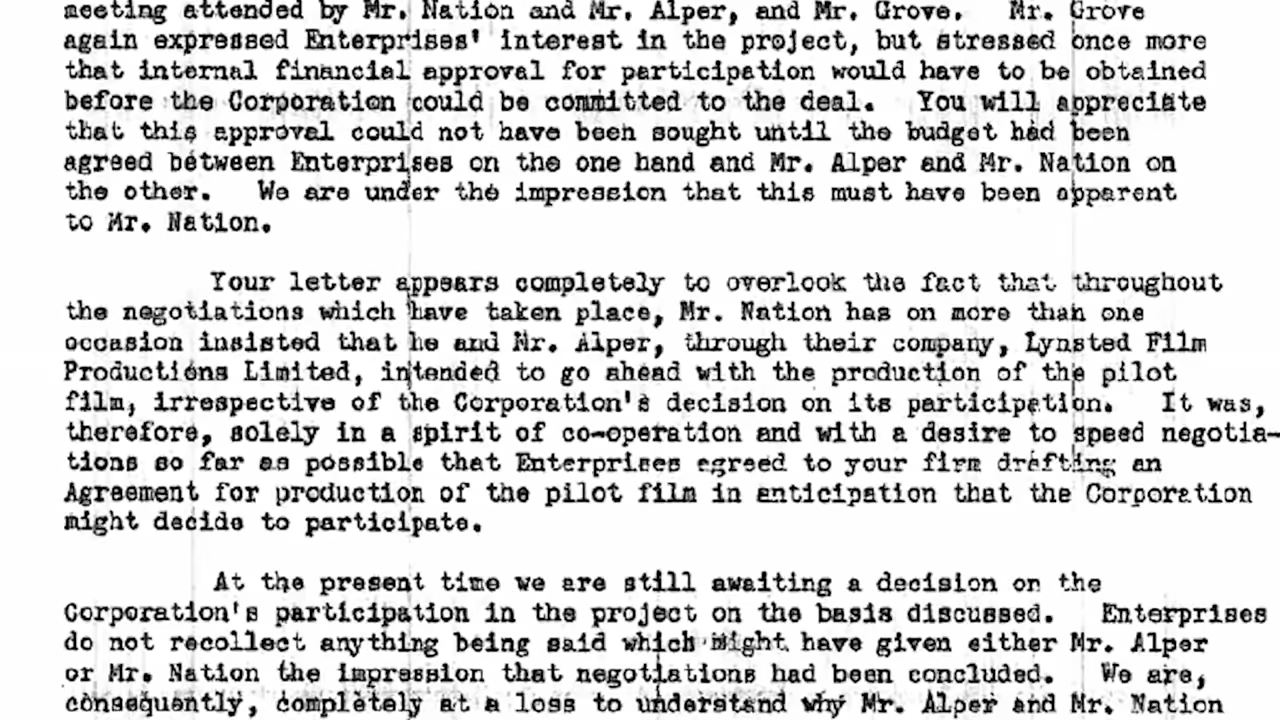 meeting attended by Mr. Nation and Mr. Alper, and Mr. Grove. Mr. Grove
again expressed Enterprises' interest in the project, but stressed once more
that internal financial approval for participation would have to be obtained
before the Corporation could be committed to the deal. You will appreciate
that this approval could not have been sought until the budget had been
agreed between Enterprises on the one hand and Mr. Alper and Mr. Nation on
the other. We are under the impression that this must have been apparent
to Mr. Nation.
Your letter appears completely to overlook the fact that throughout
the negotiations which have taken place, Mr. Nation has on more than one
occasion insisted that he and Mr. Alper, through their company, Lynsted Film
Productions Limited, intended to go ahead with the production of the pilot
film, irrespective of the Corporation's decision on its participation. It was,
therefore, solely in a spirit of co-operation and with a desire to speed negotia-
tions so far as possible that Enterprises agreed to your firm drafting an
Agreement for production of the pilot film in anticipation that the Corporation
might decide to participate.
At the present time we are still awaiting a decision on the
Corporation's participation in the project on the basis discussed. Enterprises
do not recollect anything being said which might have given either Mr. Alper
or Mr. Nation the impression that negotiations had been concluded. We are,
consequently, completely at a loss to understand why Mr. Alper and Mr. Nation